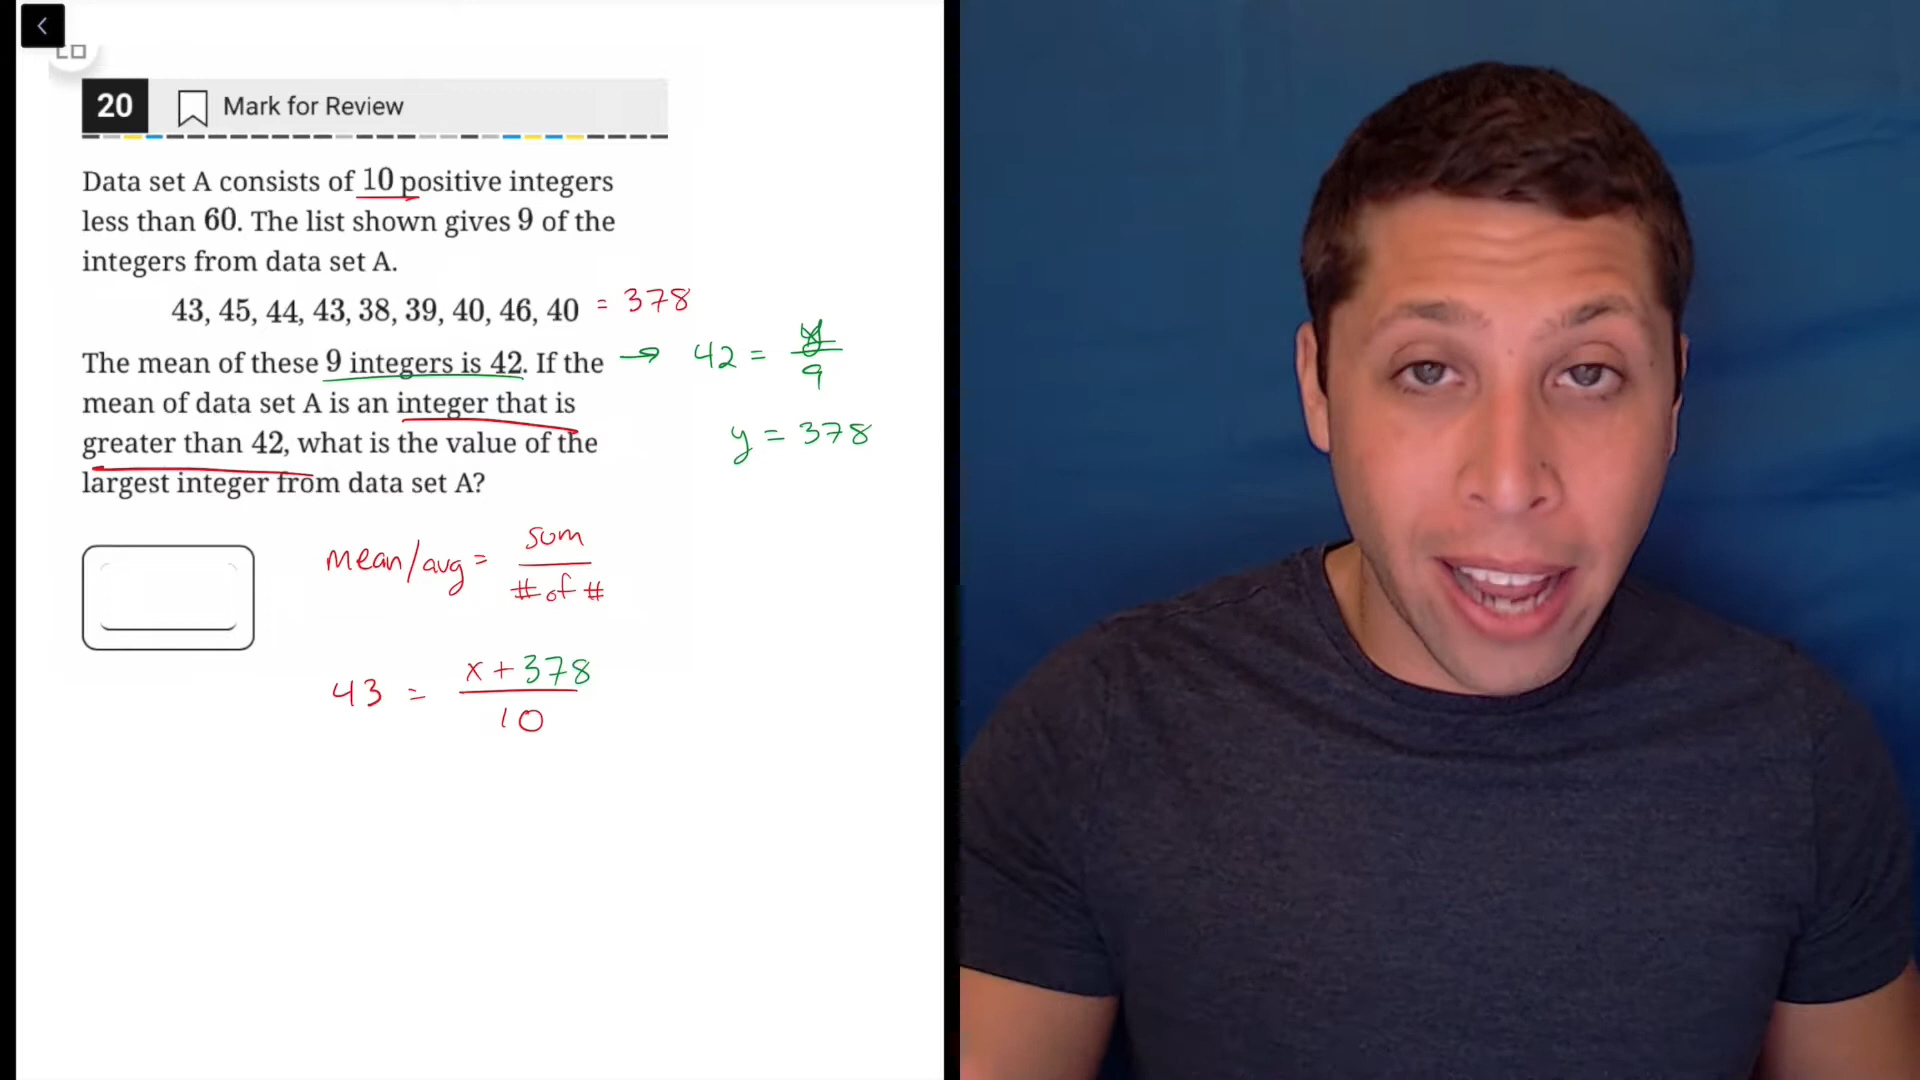 20 Mark for Review
Data set A consists of 10 positive integers
less than 60. The list shown gives 9 of the
integers from data set A.
43, 45, 44, 43, 38, 39, 40, 46, 40 = 378
The mean of these 9 integers is 42. If the → 42 = y/9
mean of data set A is an integer that is
greater than 42, what is the value of the y = 378
largest integer from data set A?
mean/avg = sum / # of #
43 = x + 378 / 10